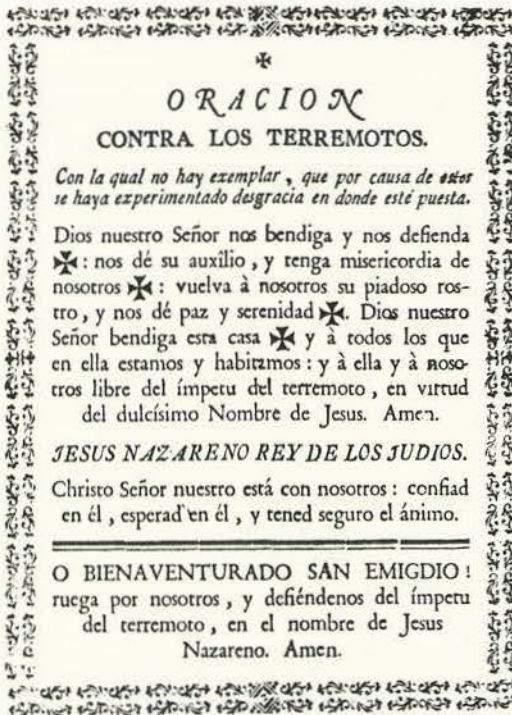 ✠
ORACION
CONTRA LOS TERREMOTOS.
Con la qual no hay exemplar, que por causa de estos
se haya experimentado desgracia en donde esté puesta.
Dios nuestro Señor nos bendiga y nos defienda
✠: nos dé su auxîlio, y tenga misericordia de
nosotros ✠: vuelva à nosotros su piadoso ros-
tro, y nos dé paz y serenidad ✠. Dios nuestro
Señor bendiga esta casa ✠ y à todos los que
en ella estamos y habitamos: y à ella y à noso-
tros libre del ímpetu del terremoto, en virtud
del dulcísimo Nombre de Jesus. Amen.
JESUS NAZARENO REY DE LOS JUDIOS.
Christo Señor nuestro está con nosotros: confiad
en él, esperad en él, y tened seguro el ánimo.
O BIENAVENTURADO SAN EMIGDIO!
ruega por nosotros, y defiéndenos del ímpetu
del terremoto, en el nombre de Jesus
Nazareno. Amen.